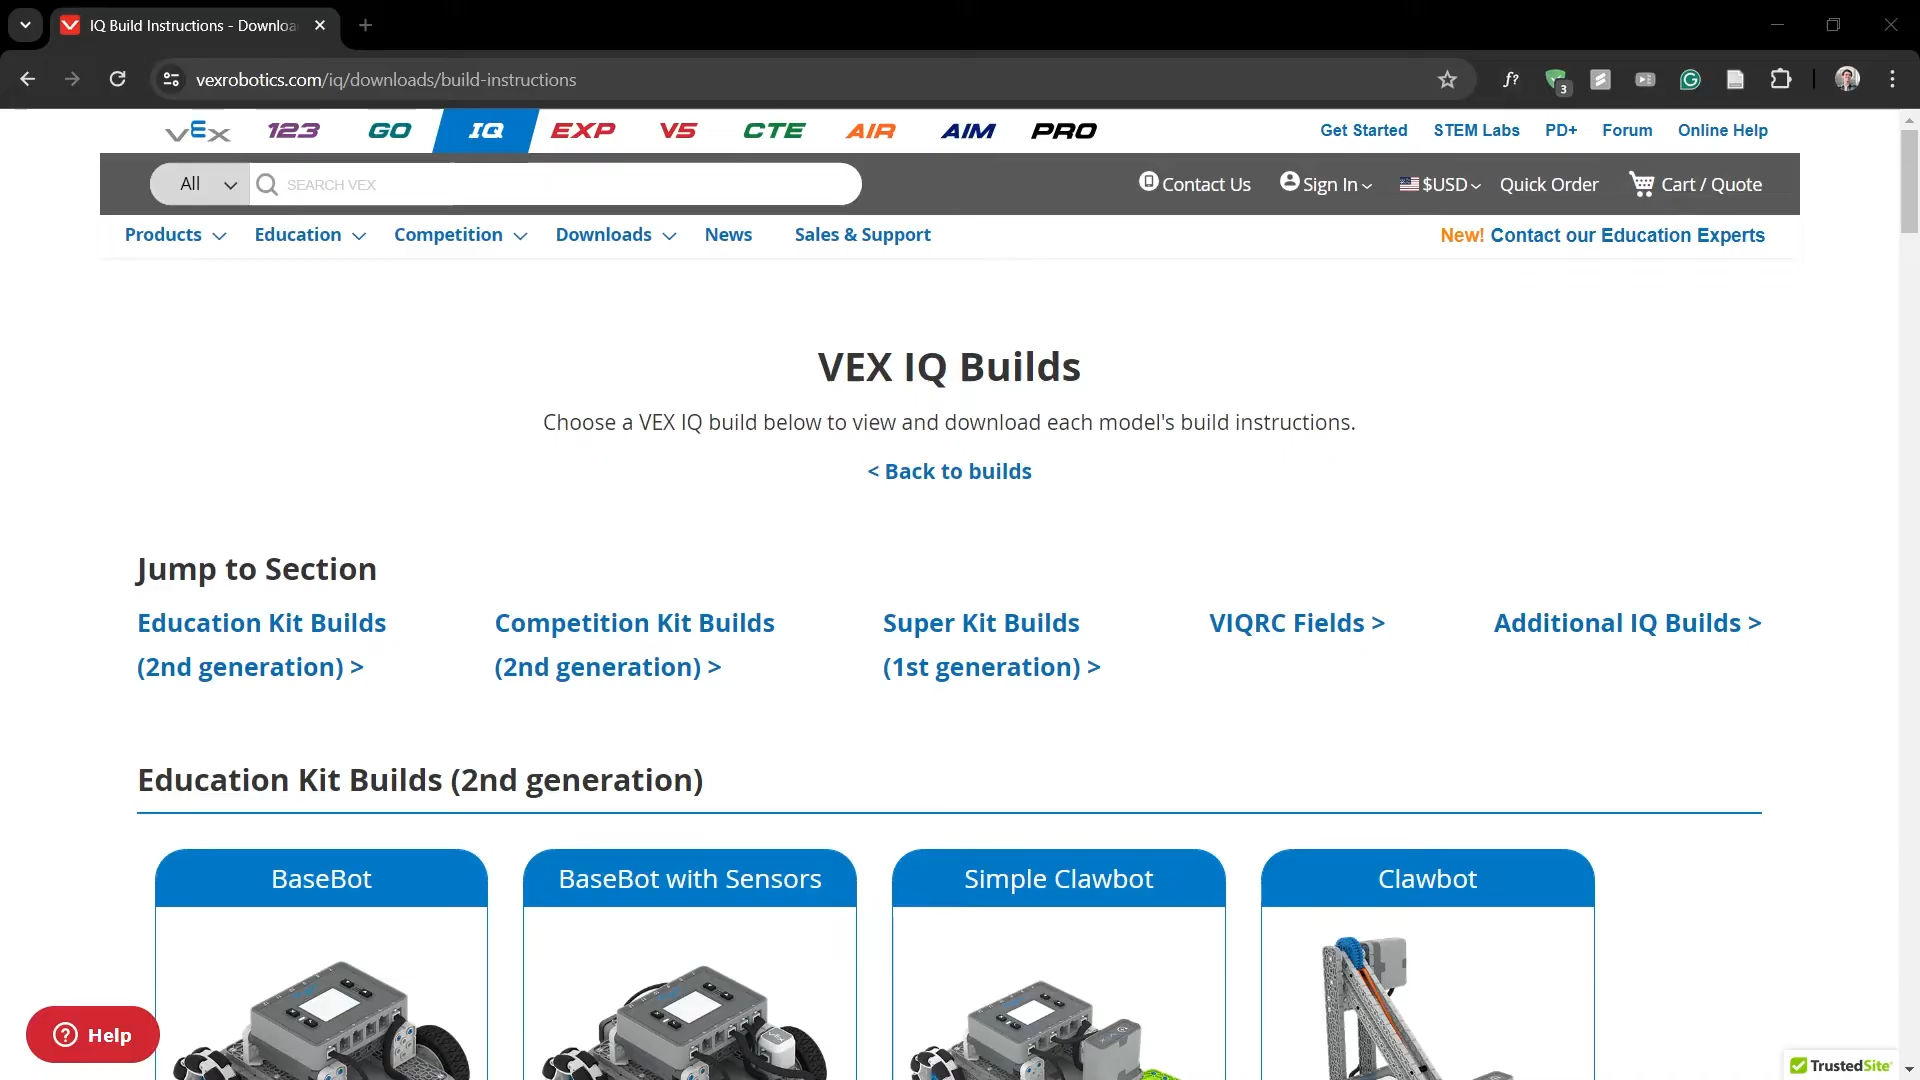 IQ Build Instructions - Downloa
vexrobotics.com/iq/downloads/build-instructions
f?
3
VEX 123 GO IQ EXP V5 CTE AIR AIM PRO
Get Started STEM Labs PD+ Forum Online Help
All SEARCH VEX
Contact Us Sign In $USD Quick Order Cart / Quote
Products Education Competition Downloads News Sales & Support
New! Contact our Education Experts
VEX IQ Builds
Choose a VEX IQ build below to view and download each model's build instructions.
< Back to builds
Jump to Section
Education Kit Builds
(2nd generation) >
Competition Kit Builds
(2nd generation) >
Super Kit Builds
(1st generation) >
VIQRC Fields >
Additional IQ Builds >
Education Kit Builds (2nd generation)
BaseBot
BaseBot with Sensors
Simple Clawbot
Clawbot
? Help
TrustedSite